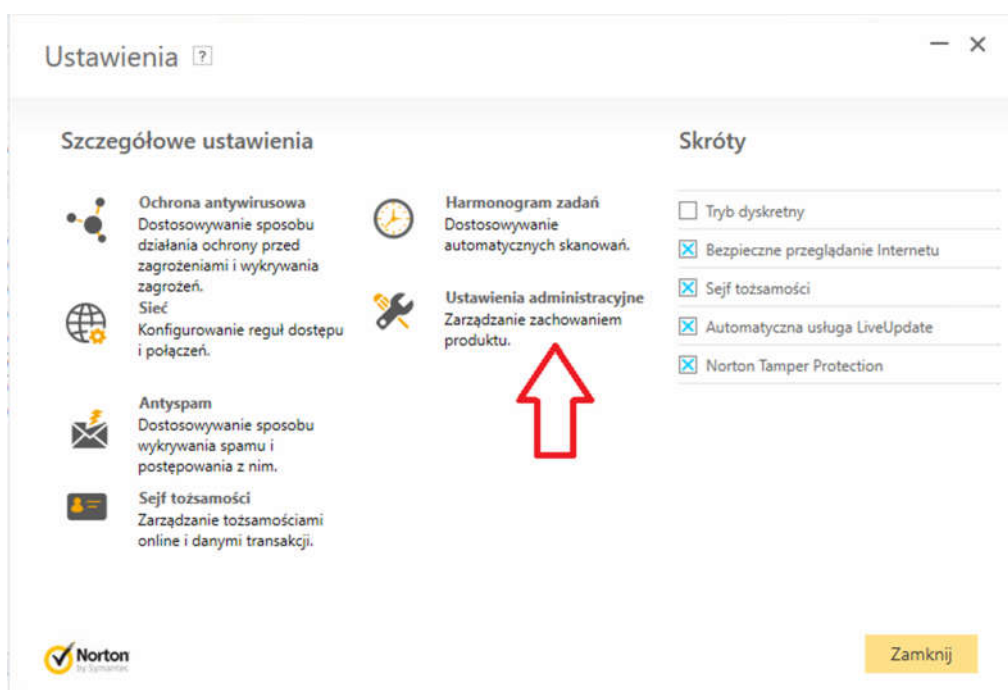 Ustawienia ?
Szczegółowe ustawienia
Ochrona antywirusowa
Dostosowywanie sposobu
działania ochrony przed
zagrożeniami i wykrywania
zagrożeń.
Sieć
Konfigurowanie reguł dostępu
i połączeń.
Antyspam
Dostosowywanie sposobu
wykrywania spamu i
postępowania z nim.
Sejf tożsamości
Zarządzanie tożsamościami
online i danymi transakcji.
Harmonogram zadań
Dostosowywanie
automatycznych skanowań.
Ustawienia administracyjne
Zarządzanie zachowaniem
produktu.
Skróty
Tryb dyskretny
Bezpieczne przeglądanie Internetu
Sejf tożsamości
Automatyczna usługa LiveUpdate
Norton Tamper Protection
Norton
by Symantec
Zamknij